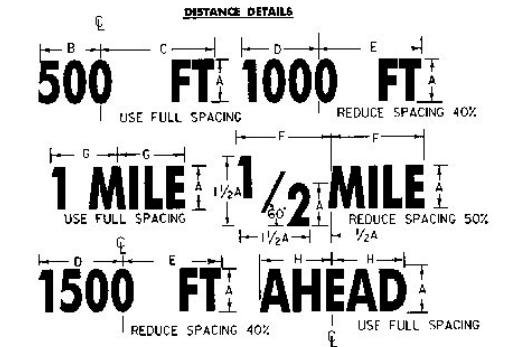 DISTANCE DETAILS
℄
B C D E
500 FT A 1000 FT A
USE FULL SPACING REDUCE SPACING 40%
G G F F
1 MILE A 1½A 1/2 60° A MILE A
USE FULL SPACING REDUCE SPACING 50%
1½A ½A
℄
D E H H
1500 FT A AHEAD A
REDUCE SPACING 40% USE FULL SPACING
℄